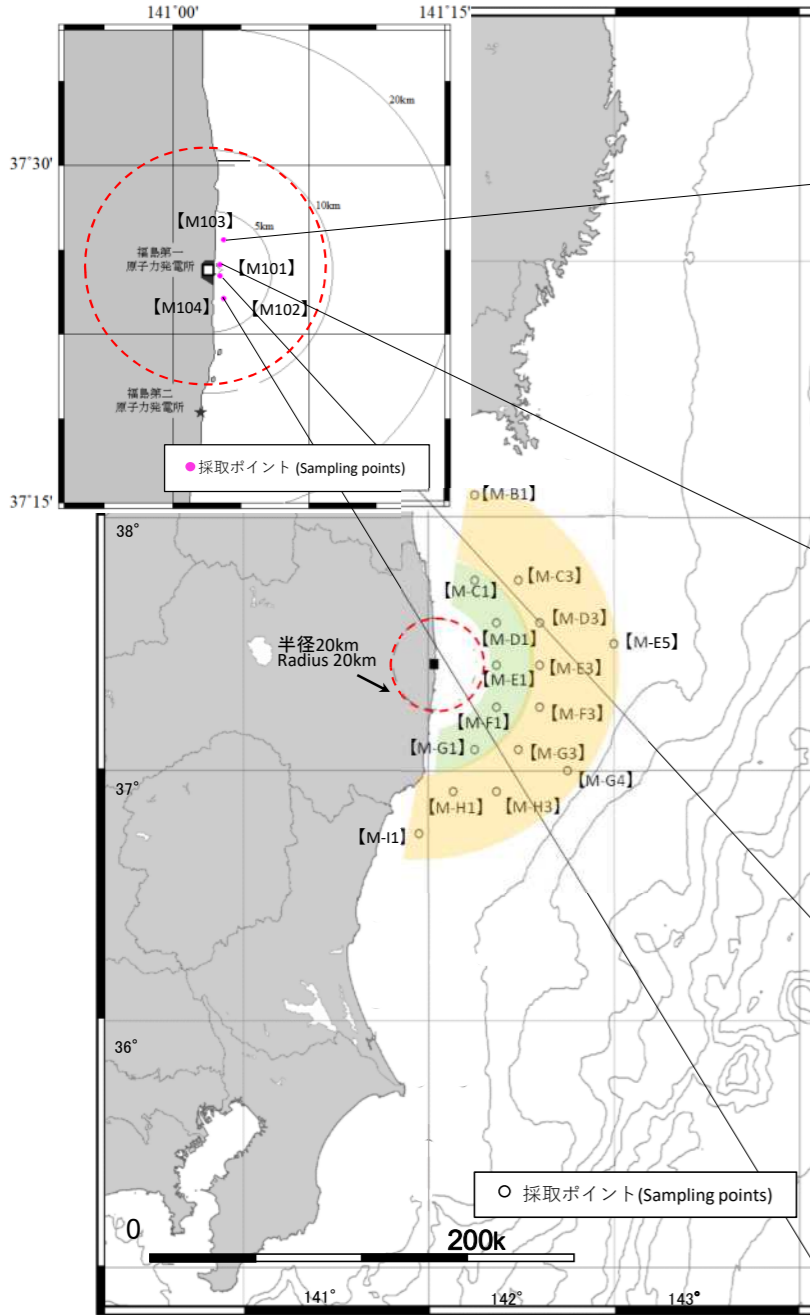 141°00'
141°15'
20km
37°30'
10km
【M103】
5km
福島第一
原子力発電所
【M101】
【M104】
【M102】
福島第二
原子力発電所
採取ポイント (Sampling points)
37°15'
【M-B1】
38°
【M-C3】
【M-C1】
【M-D3】
【M-D1】
【M-E5】
半径20km
Radius 20km
【M-E3】
【M-E1】
【M-F3】
【M-F1】
【M-G1】
【M-G3】
【M-G4】
37°
【M-H1】
【M-H3】
【M-I1】
36°
採取ポイント(Sampling points)
0
200k
141°
142°
143°